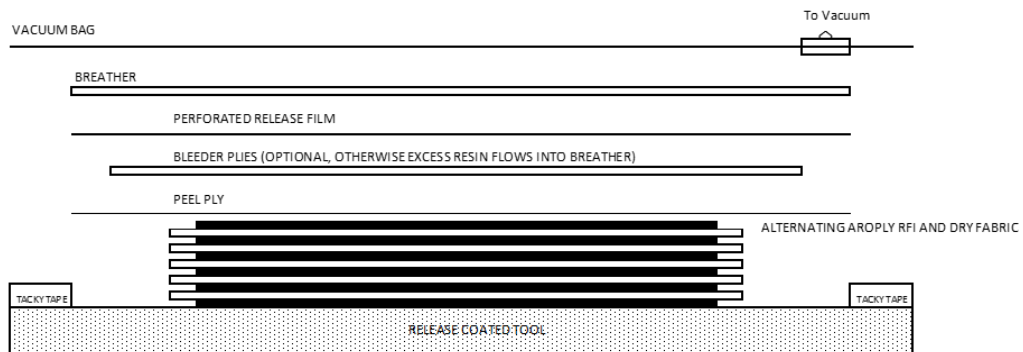 To Vacuum
VACUUM BAG
BREATHER
PERFORATED RELEASE FILM
BLEEDER PLIES (OPTIONAL, OTHERWISE EXCESS RESIN FLOWS INTO BREATHER)
PEEL PLY
ALTERNATING AROPLY RFI AND DRY FABRIC
TACKY TAPE
TACKY TAPE
RELEASE COATED TOOL